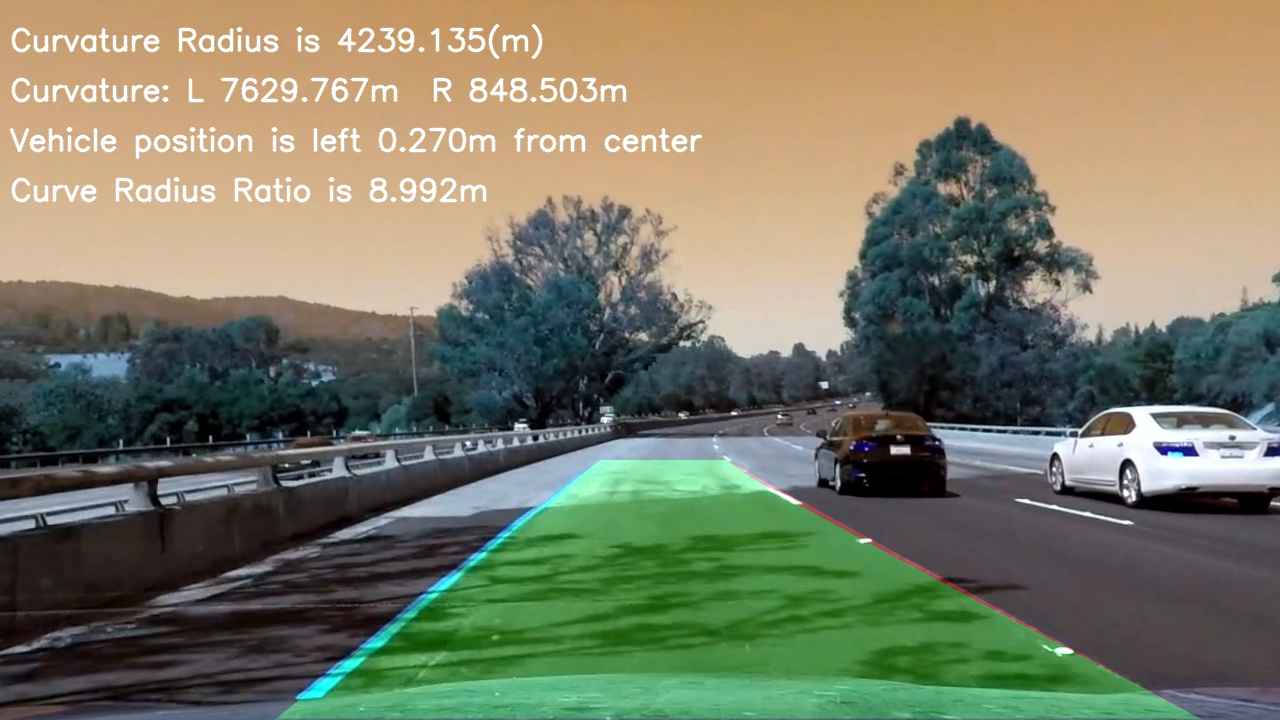 Curvature Radius is 4239.135(m)
Curvature: L 7629.767m R 848.503m
Vehicle position is left 0.270m from center
Curve Radius Ratio is 8.992m